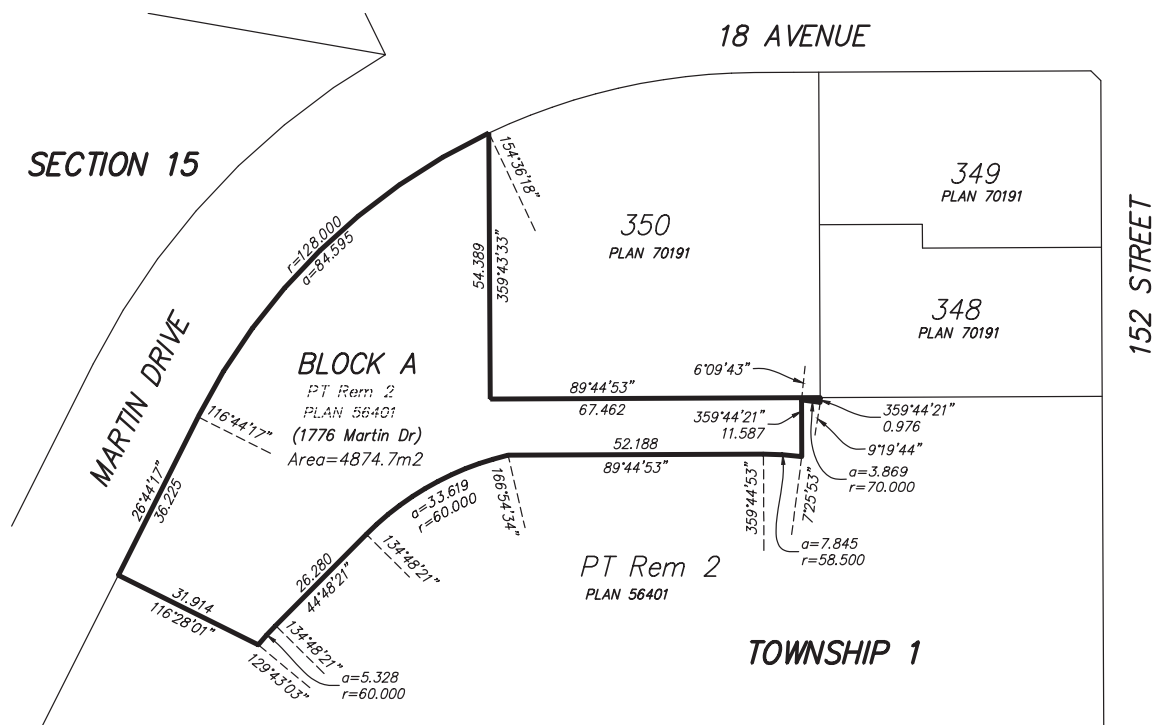 18 AVENUE
SECTION 15
154°36'18"
349
PLAN 70191
350
PLAN 70191
r=128.000
a=84.595
54.389
359°43'33"
152 STREET
348
PLAN 70191
MARTIN DRIVE
BLOCK A
PT Rem 2
PLAN 56401
(1776 Martin Dr)
Area=4874.7m2
6°09'43"
89°44'53"
67.462
359°44'21"
11.587
359°44'21"
0.976
116°44'17"
52.188
89°44'53"
9°19'44"
a=3.869
r=70.000
26°44'17"
36.225
a=33.619
r=60.000
166°54'34"
359°44'53"
7°25'53"
a=7.845
r=58.500
134°48'21"
26.280
44°48'21"
PT Rem 2
PLAN 56401
31.914
116°28'01"
134°48'21"
129°43'03"
a=5.328
r=60.000
TOWNSHIP 1